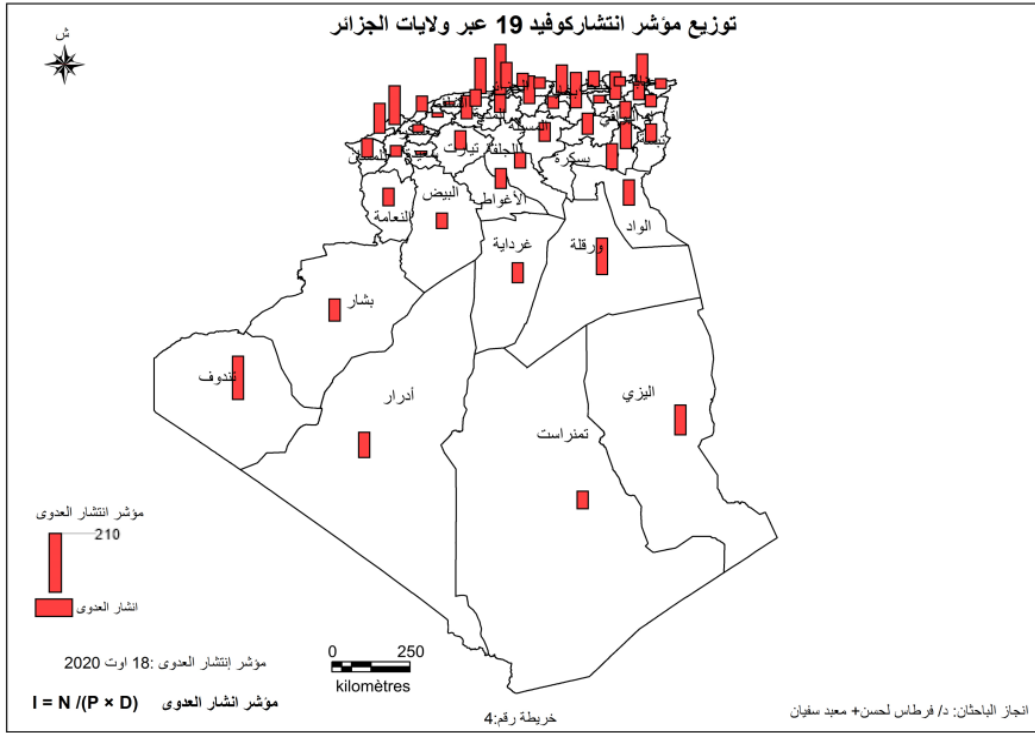 توزيع مؤشر انتشاركوفيد 19 عبر ولايات الجزائر
ش
المسيلة
تيارت
الجلفة
بسكرة
البيض
الأغواط
النعامة
الواد
غرداية
ورقلة
بشار
تندوف
أدرار
اليزي
تمنراست
مؤشر انتشار العدوى
210
انشار العدوى
0 250
kilomètres
مؤشر إنتشار العدوى :18 اوت 2020
مؤشر انشار العدوى I = N /(P × D)
خريطة رقم:4
انجاز الباحثان: د/ فرطاس لحسن+ معبد سفيان